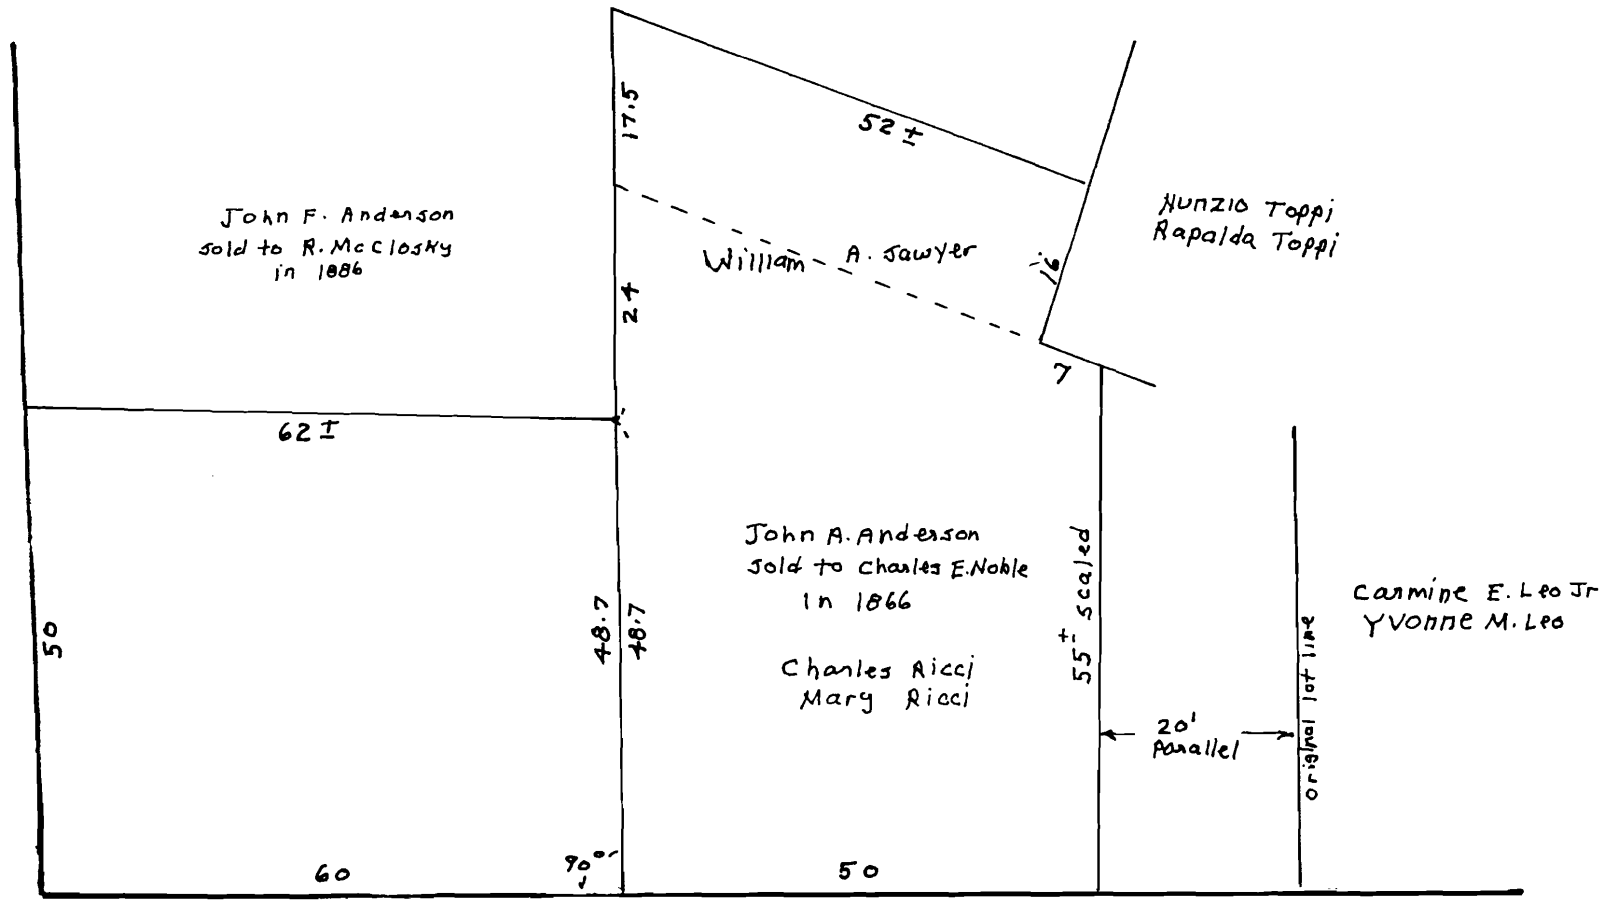 17.5
52 ±
John F. Anderson
sold to R. McClosky
in 1886
Nunzio Toppi
Rapalda Toppi
William A. Sawyer
16
24
7
62 ±
John A. Anderson
sold to Charles E. Noble
In 1866
55± scaled
Carmine E. Leo Jr
Yvonne M. Leo
50
48.7
48.7
Charles Ricci
Mary Ricci
original lot line
20'
Parallel
90°
60
50